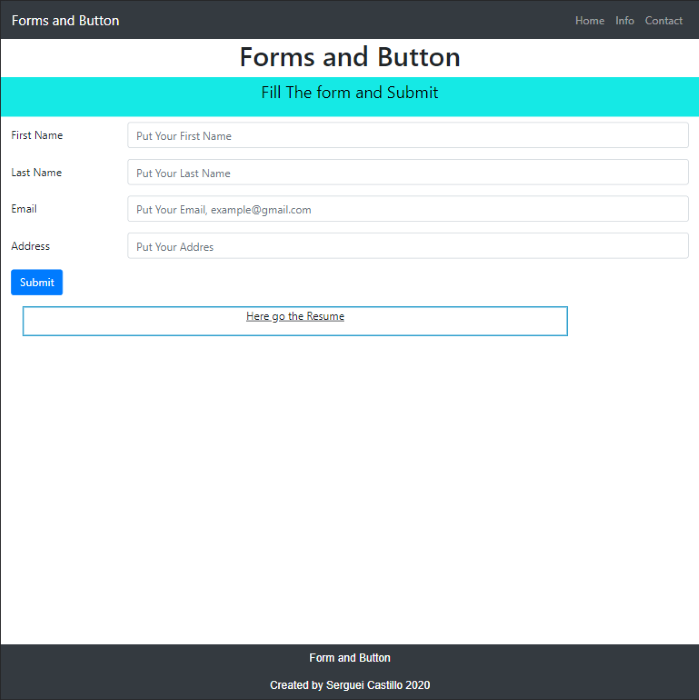 Forms and Button Home Info Contact
Forms and Button
Fill The form and Submit
First Name Put Your First Name
Last Name Put Your Last Name
Email Put Your Email, example@gmail.com
Address Put Your Addres
Submit
Here go the Resume
Form and Button
Created by Serguei Castillo 2020